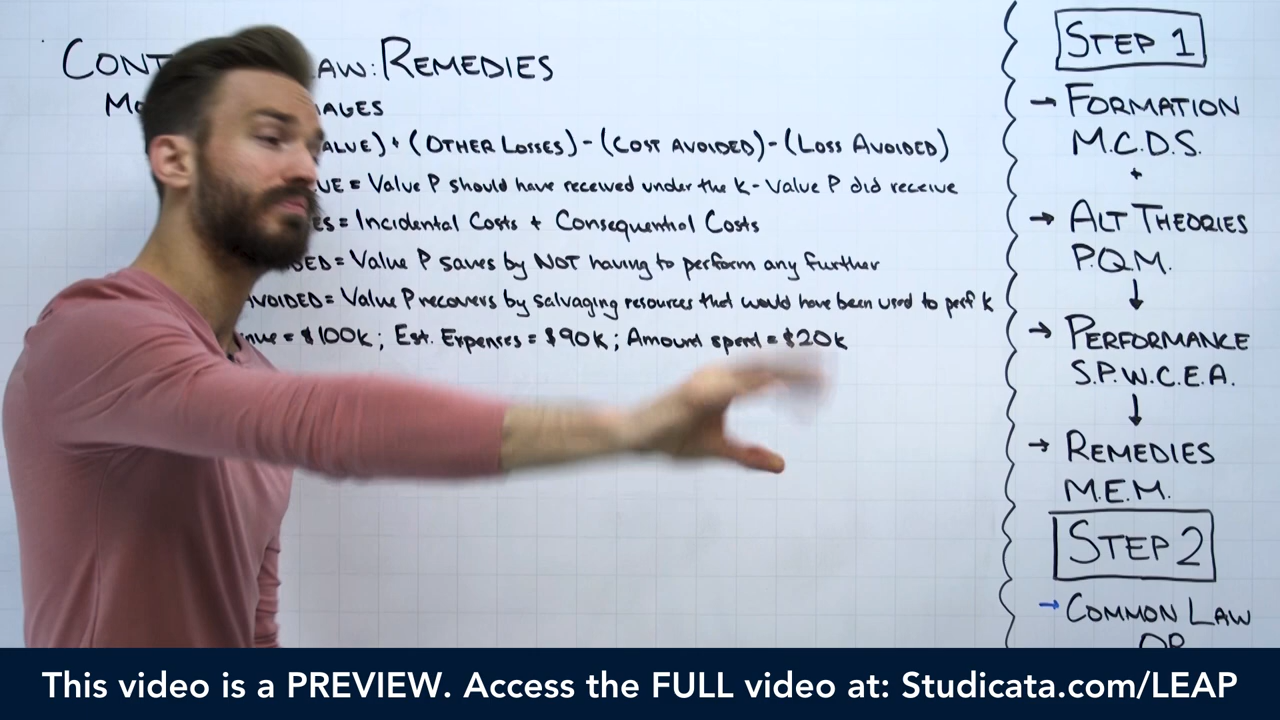 CONT LAW: REMEDIES
MO AGES
ALUE) + (OTHER LOSSES) - (COST AVOIDED) - (LOSS AVOIDED)
UE = Value P should have received under the K - Value P did receive
ES = Incidental Costs + Consequential Costs
DED = Value P saves by NOT having to perform any further
AVOIDED = Value P recovers by salvaging resources that would have been used to perf K
nue = $100k; Est. Expenses = $90k; Amount spend = $20k
STEP 1
→ FORMATION
M.C.D.S.
+
→ ALT THEORIES
P.Q.M.
↓
→ PERFORMANCE
S.P.W.C.E.A.
↓
→ REMEDIES
M.E.M.
STEP 2
→ COMMON LAW
OR
This video is a PREVIEW. Access the FULL video at: Studicata.com/LEAP